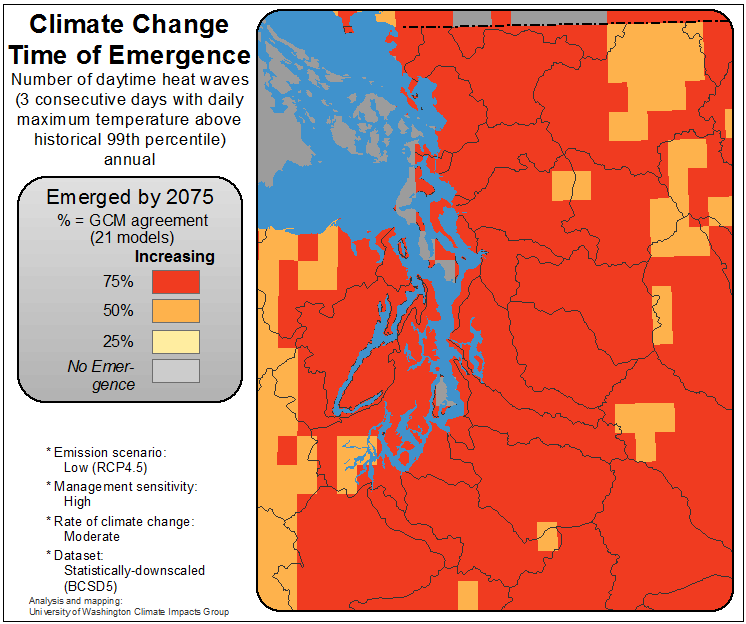 Climate Change
Time of Emergence
Number of daytime heat waves
(3 consecutive days with daily
maximum temperature above
historical 99th percentile)
annual
Emerged by 2075
% = GCM agreement
(21 models)
Increasing
75%
50%
25%
No Emer-
gence
* Emission scenario:
Low (RCP4.5)
* Management sensitivity:
High
* Rate of climate change:
Moderate
* Dataset:
Statistically-downscaled
(BCSD5)
Analysis and mapping:
University of Washington Climate Impacts Group